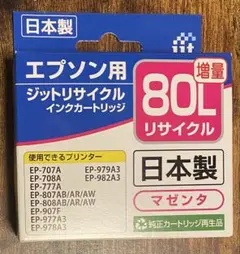 日本製
jit
エプソン用
ジットリサイクル
インクカートリッジ
増量
80L
リサイクル
使用できるプリンター
EP-707A EP-979A3
EP-708A EP-982A3
EP-777A
EP-807AB/AR/AW
EP-808AB/AR/AW
EP-907F
EP-977A3
EP-978A3
日本製
マゼンタ
純正カートリッジ再生品